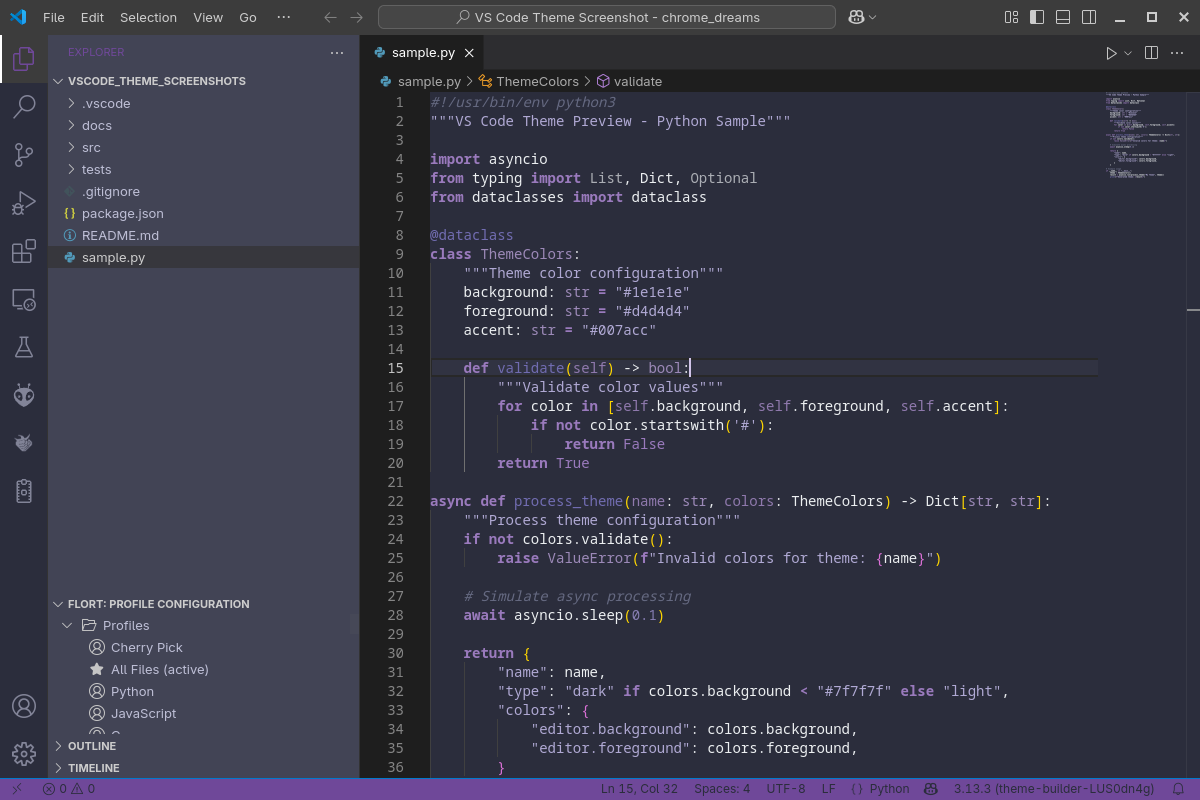 File Edit Selection View Go ···
VS Code Theme Screenshot - chrome_dreams
EXPLORER
VSCODE_THEME_SCREENSHOTS
.vscode
docs
src
tests
.gitignore
package.json
README.md
sample.py
FLORT: PROFILE CONFIGURATION
Profiles
Cherry Pick
All Files (active)
Python
JavaScript
OUTLINE
TIMELINE
sample.py
sample.py > ThemeColors > validate
1 #!/usr/bin/env python3
2 """VS Code Theme Preview - Python Sample"""
3
4 import asyncio
5 from typing import List, Dict, Optional
6 from dataclasses import dataclass
7
8 @dataclass
9 class ThemeColors:
10 """Theme color configuration"""
11 background: str = "#1e1e1e"
12 foreground: str = "#d4d4d4"
13 accent: str = "#007acc"
14
15 def validate(self) -> bool:
16 """Validate color values"""
17 for color in [self.background, self.foreground, self.accent]:
18 if not color.startswith('#'):
19 return False
20 return True
21
22 async def process_theme(name: str, colors: ThemeColors) -> Dict[str, str]:
23 """Process theme configuration"""
24 if not colors.validate():
25 raise ValueError(f"Invalid colors for theme: {name}")
26
27 # Simulate async processing
28 await asyncio.sleep(0.1)
29
30 return {
31 "name": name,
32 "type": "dark" if colors.background < "#7f7f7f" else "light",
33 "colors": {
34 "editor.background": colors.background,
35 "editor.foreground": colors.foreground,
36 }
0 0 Ln 15, Col 32 Spaces: 4 UTF-8 LF {} Python 3.13.3 (theme-builder-LUS0dn4g)